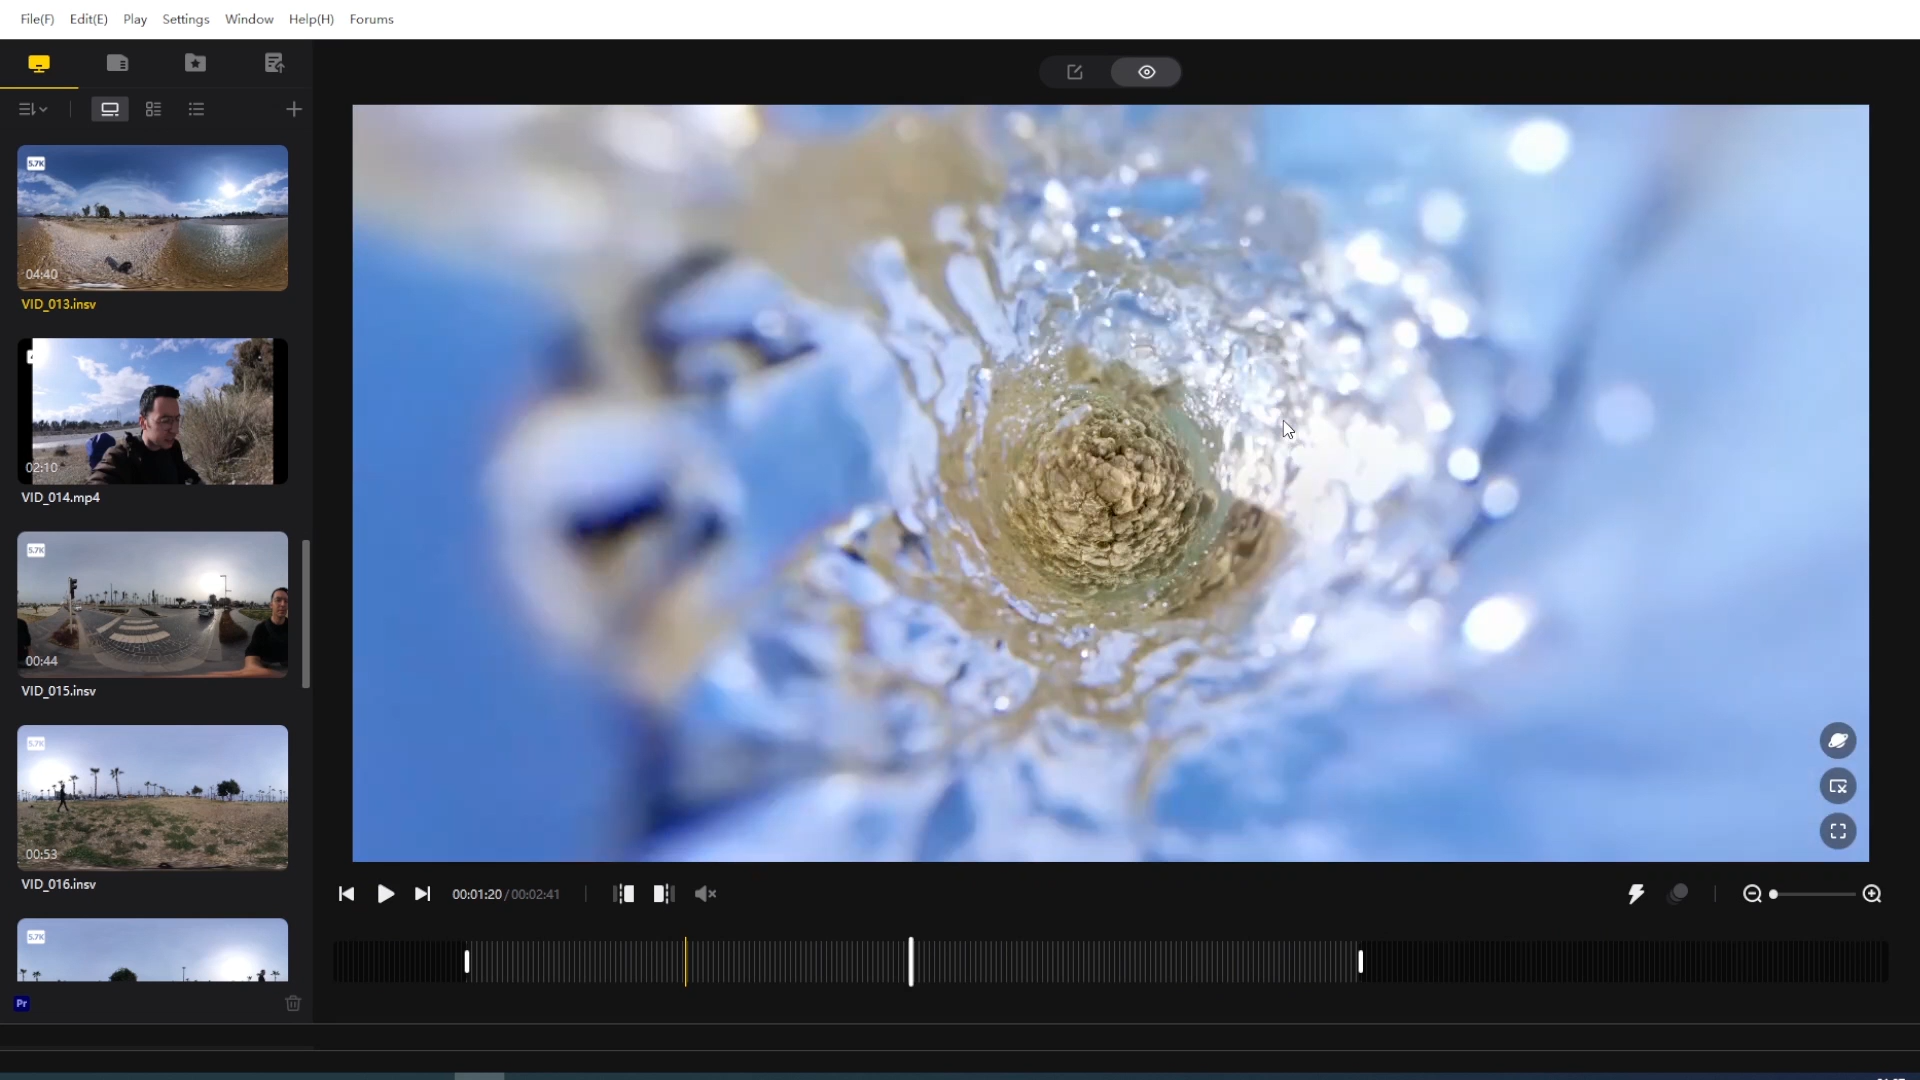 File(F) Edit(E) Play Settings Window Help(H) Forums
5.7K
04:40
VID_013.insv
02:10
VID_014.mp4
5.7K
00:44
VID_015.insv
5.7K
00:53
VID_016.insv
5.7K
Pr
00:01:20 / 00:02:41